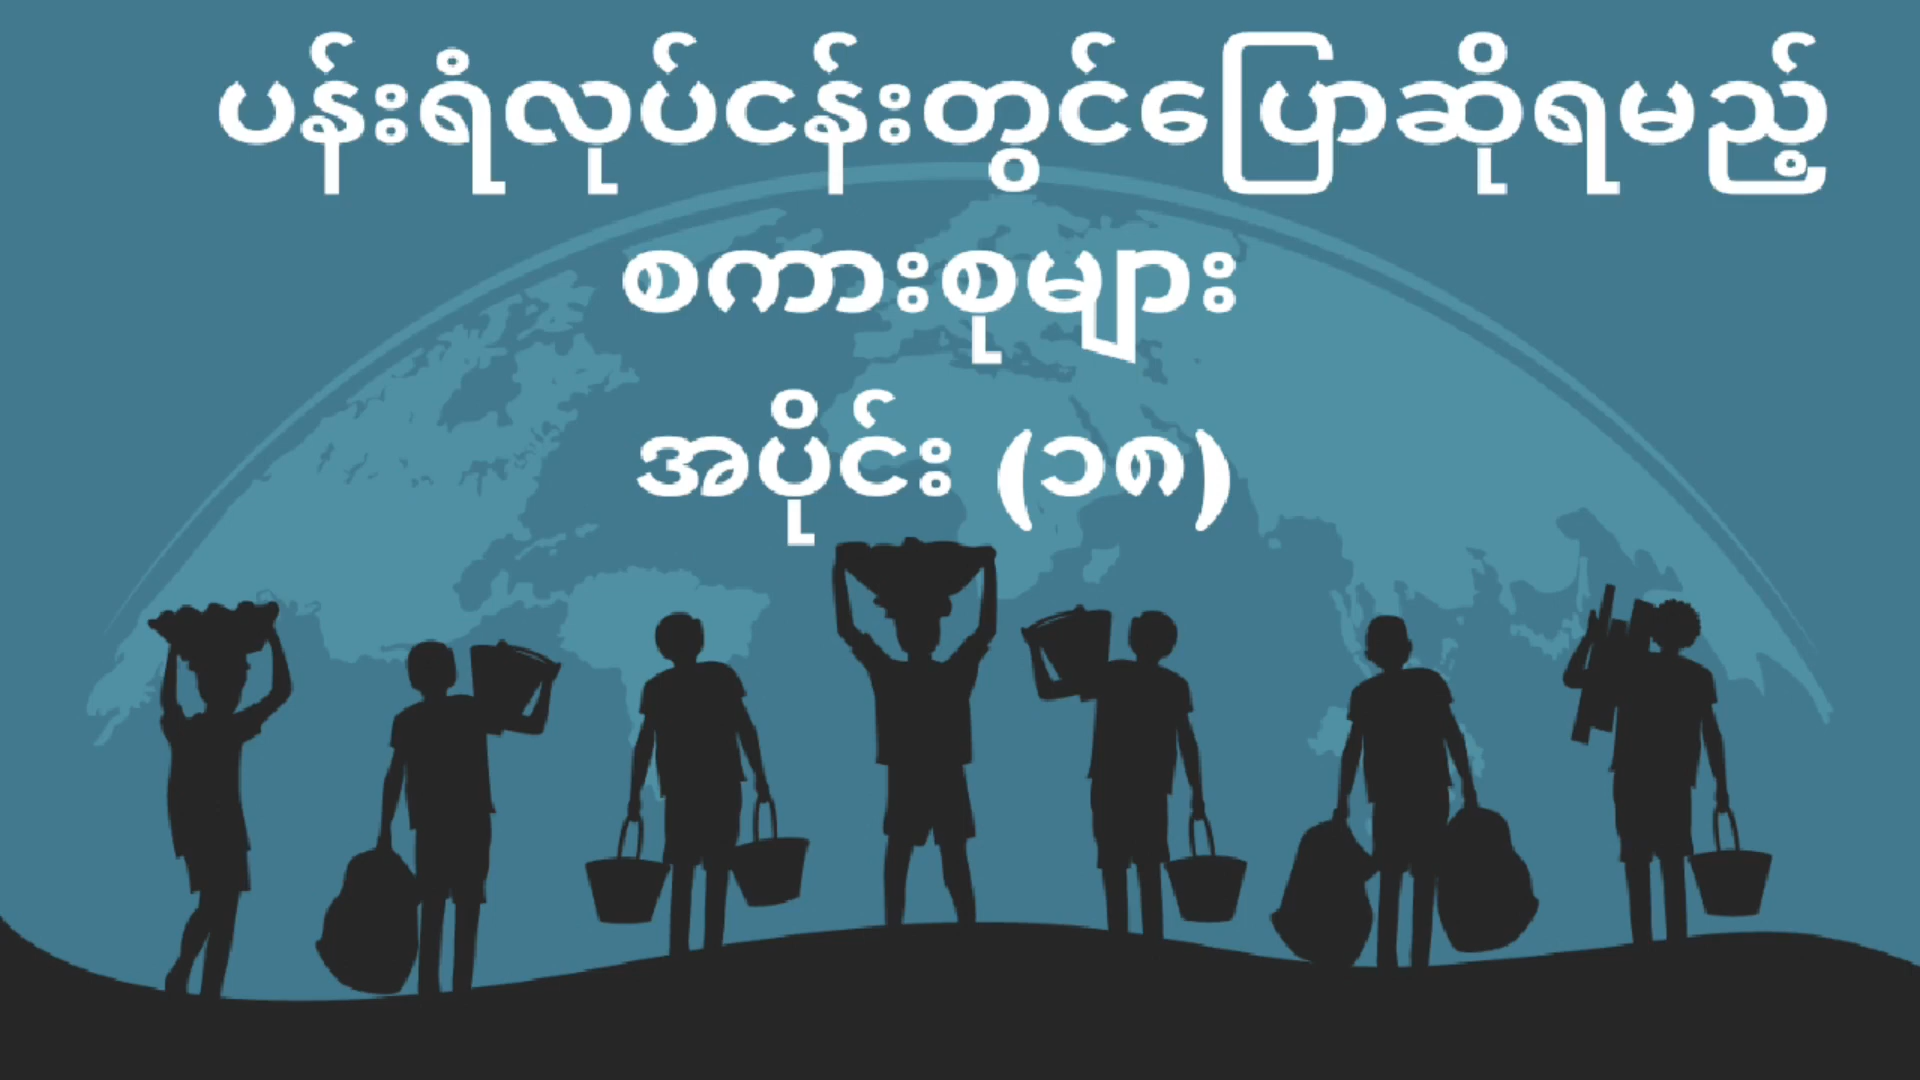 ပန်းရံလုပ်ငန်းတွင်ပြောဆိုရမည့်
စကားစုများ
အပိုင်း (၁၈)